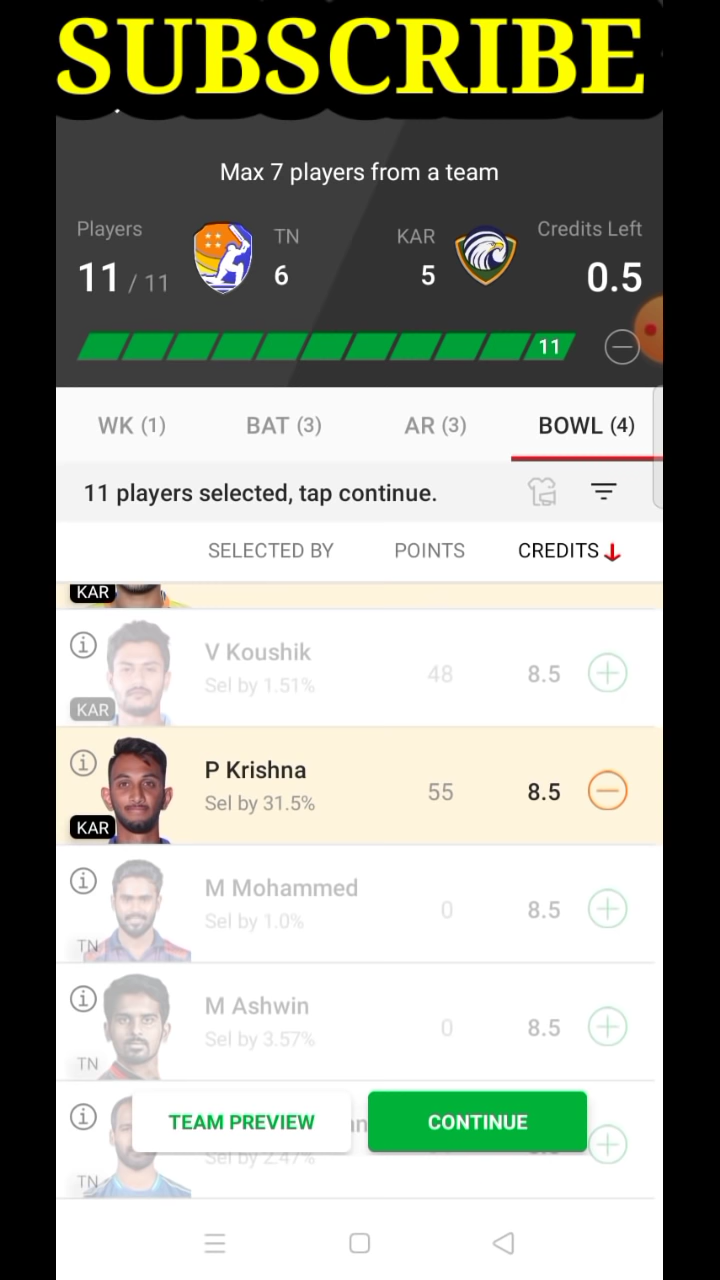 SUBSCRIBE
Max 7 players from a team
Players TN KAR Credits Left
11 / 11 6 5 0.5
11
WK (1) BAT (3) AR (3) BOWL (4)
11 players selected, tap continue.
SELECTED BY POINTS CREDITS
KAR
V Koushik
Sel by 1.51% 48 8.5
KAR
P Krishna
Sel by 31.5% 55 8.5
KAR
M Mohammed
Sel by 1.0% 0 8.5
TN
M Ashwin
Sel by 3.57% 0 8.5
TN
TEAM PREVIEW CONTINUE
Sel by 2.47%
TN